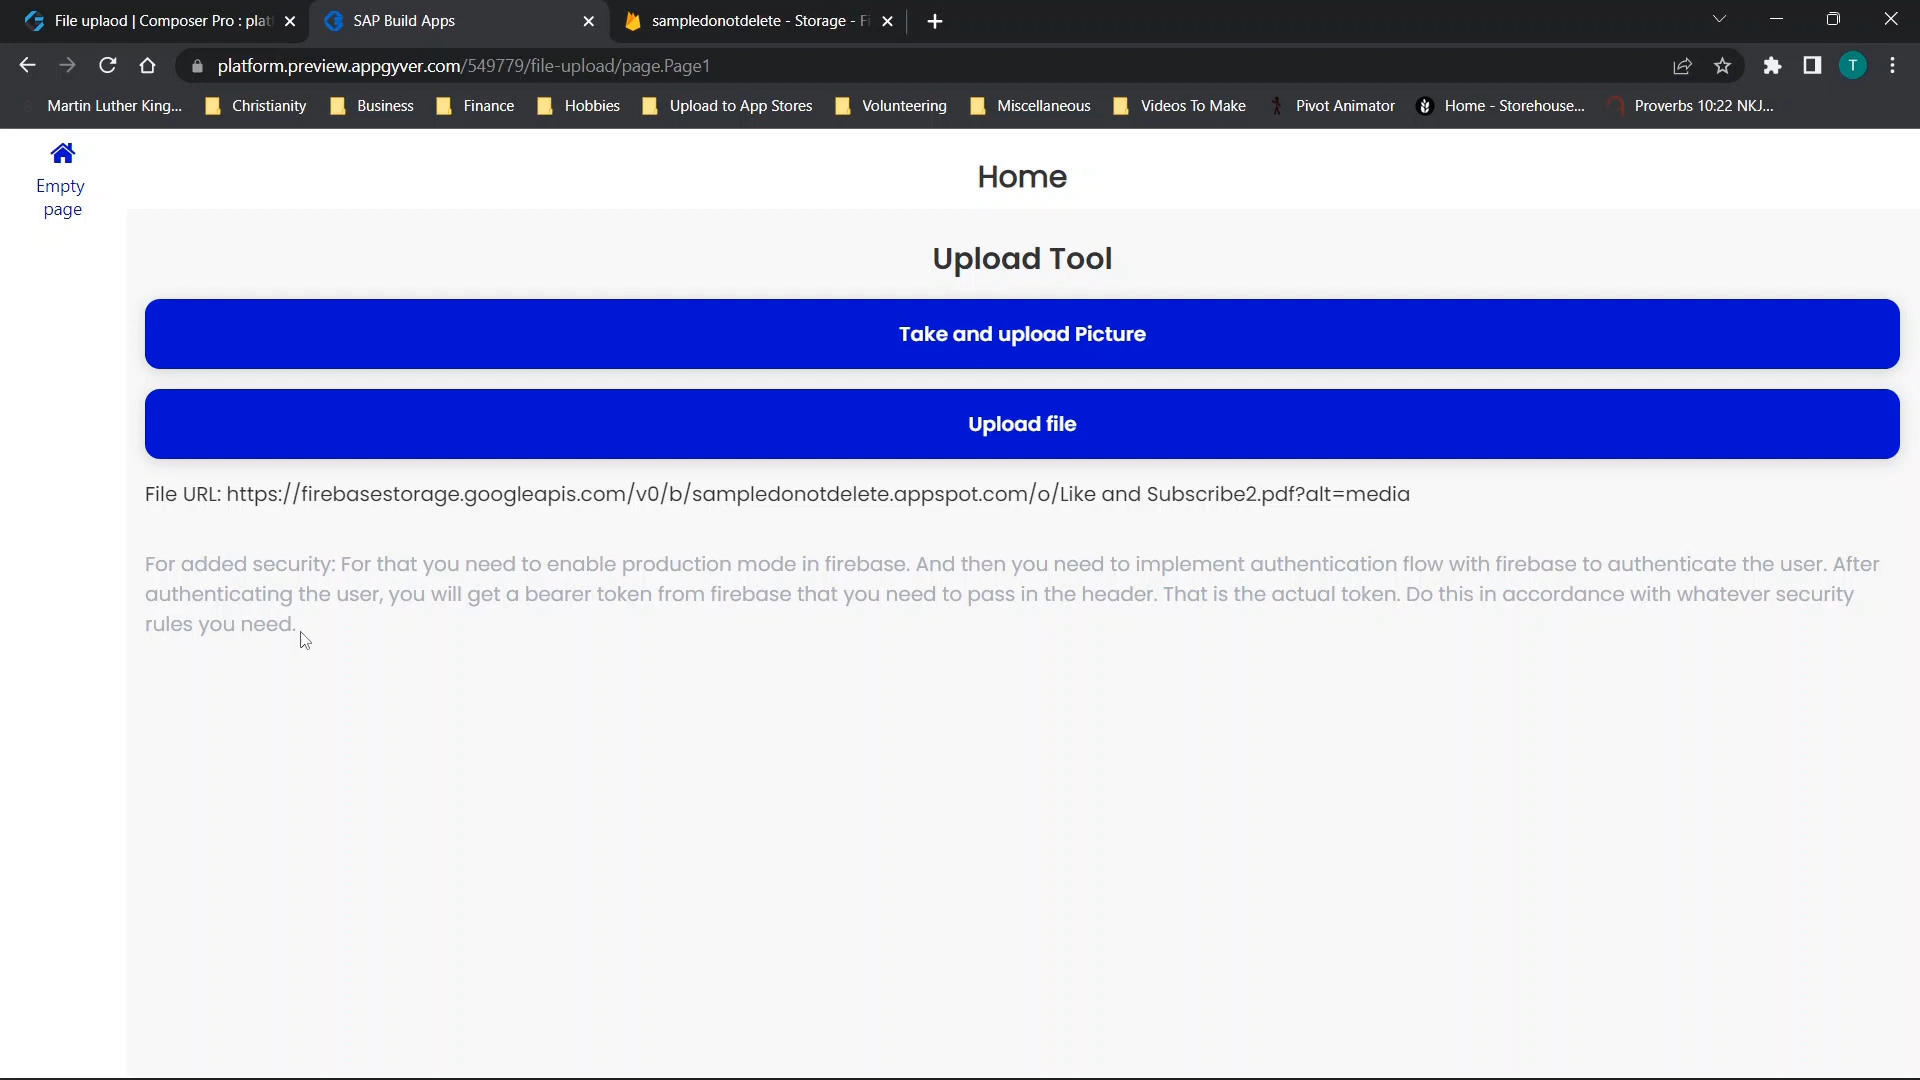 File uplaod | Composer Pro : plat
SAP Build Apps
sampledonotdelete - Storage - Fi
platform.preview.appgyver.com/549779/file-upload/page.Page1
T
Martin Luther King...
Christianity
Business
Finance
Hobbies
Upload to App Stores
Volunteering
Miscellaneous
Videos To Make
Pivot Animator
Home - Storehouse...
Proverbs 10:22 NKJ...
Empty
page
Home
Upload Tool
Take and upload Picture
Upload file
File URL: https://firebasestorage.googleapis.com/v0/b/sampledonotdelete.appspot.com/o/Like and Subscribe2.pdf?alt=media
For added security: For that you need to enable production mode in firebase. And then you need to implement authentication flow with firebase to authenticate the user. After
authenticating the user, you will get a bearer token from firebase that you need to pass in the header. That is the actual token. Do this in accordance with whatever security
rules you need.